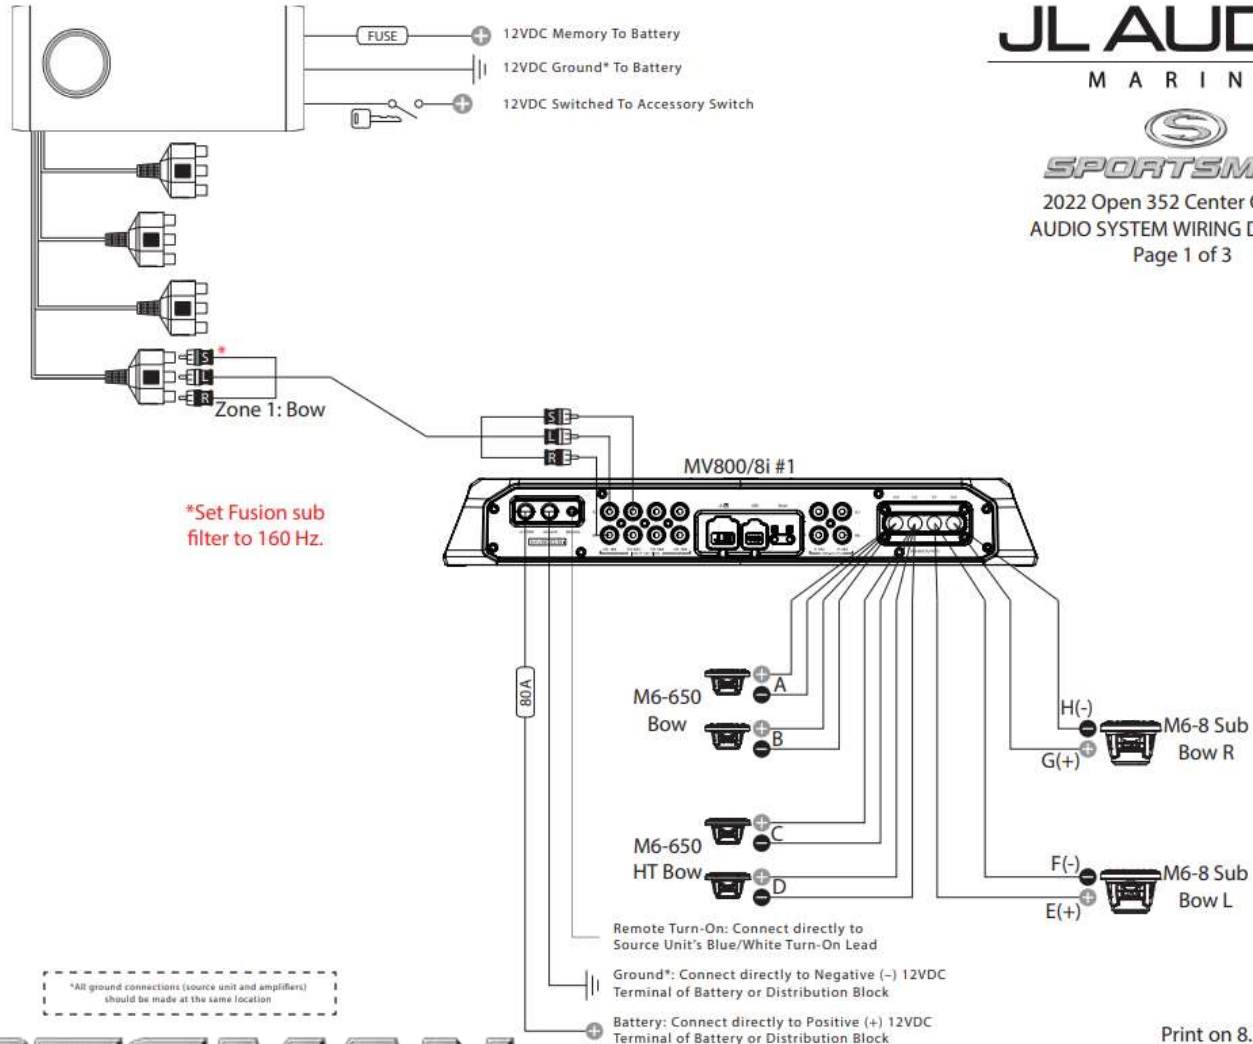 FUSE
12VDC Memory To Battery
12VDC Ground* To Battery
12VDC Switched To Accessory Switch
JL AUD
M A R I N
S
SPORTSM
2022 Open 352 Center
AUDIO SYSTEM WIRING D
Page 1 of 3
S
*
L
R
Zone 1: Bow
S
L
R
MV800/8i #1
*Set Fusion sub
filter to 160 Hz.
80A
M6-650
Bow
A
B
M6-650
HT Bow
C
D
H(-)
G(+)
M6-8 Sub
Bow R
F(-)
E(+)
M6-8 Sub
Bow L
Remote Turn-On: Connect directly to
Source Unit's Blue/White Turn-On Lead
Ground*: Connect directly to Negative (–) 12VDC
Terminal of Battery or Distribution Block
Battery: Connect directly to Positive (+) 12VDC
Terminal of Battery or Distribution Block
*All ground connections (source unit and amplifiers)
should be made at the same location
Print on 8.